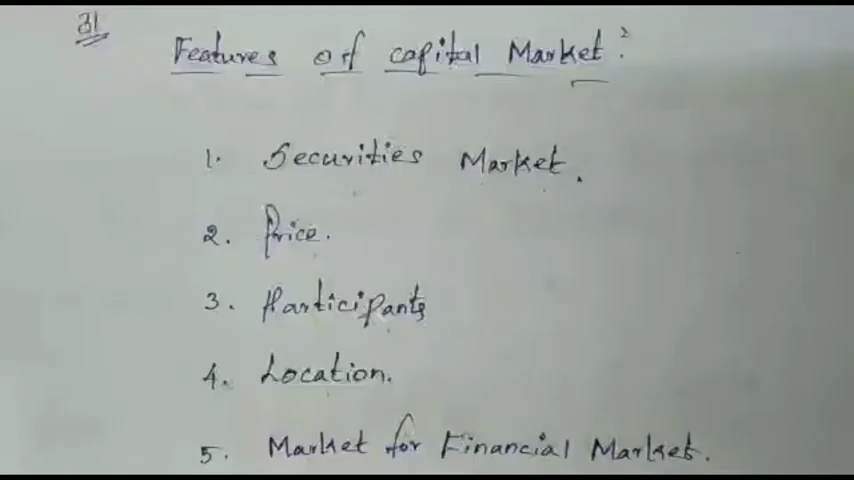 31
Features of capital Market?
1. Securities Market.
2. Price.
3. Participants
4. Location.
5. Market for Financial Market.